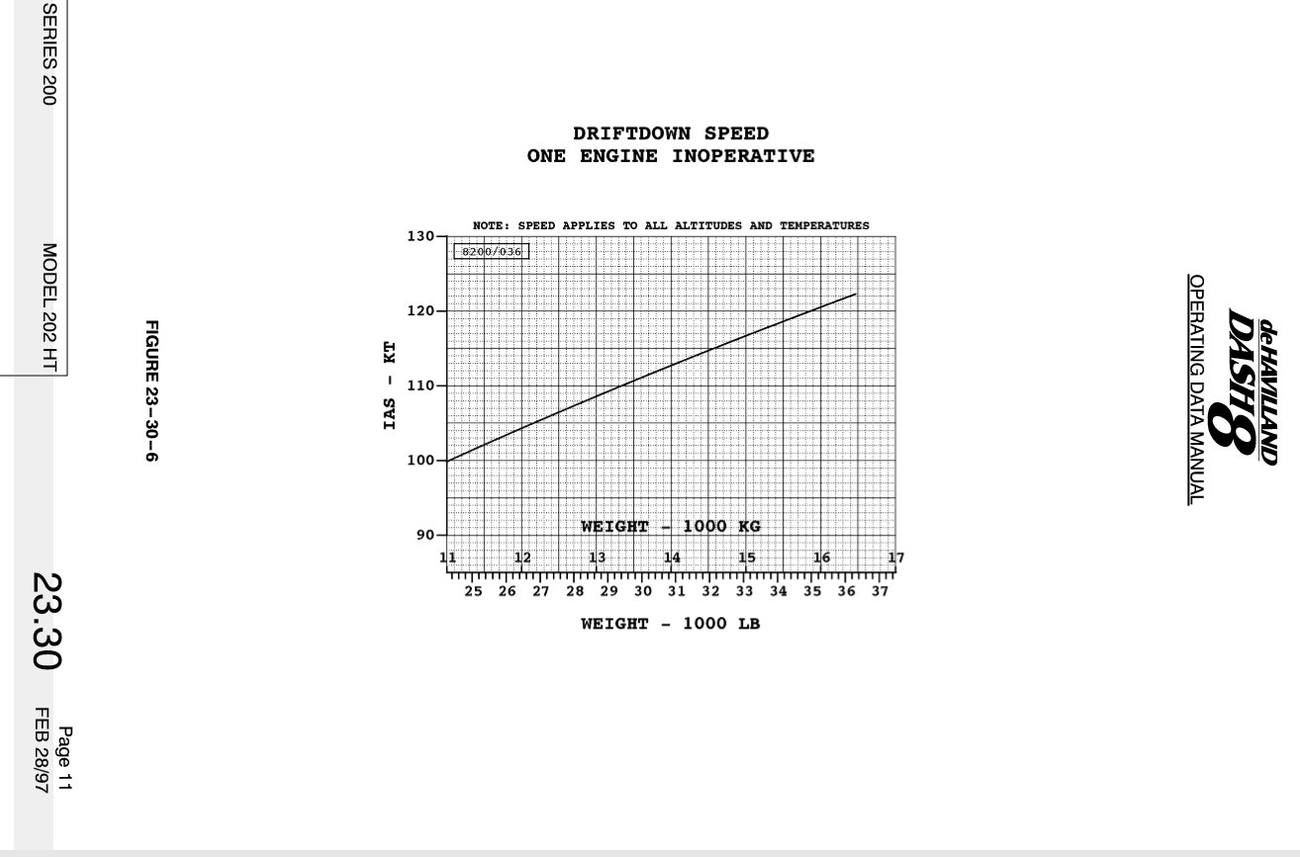 SERIES 200
MODEL 202 HT
FIGURE 23-30-6
23.30
Page 11
FEB 28/97
DRIFTDOWN SPEED
ONE ENGINE INOPERATIVE
NOTE: SPEED APPLIES TO ALL ALTITUDES AND TEMPERATURES
8200/036
130
120
110
100
90
IAS - KT
WEIGHT - 1000 KG
11 12 13 14 15 16 17
25 26 27 28 29 30 31 32 33 34 35 36 37
WEIGHT - 1000 LB
de HAVILLAND
DASH 8
OPERATING DATA MANUAL